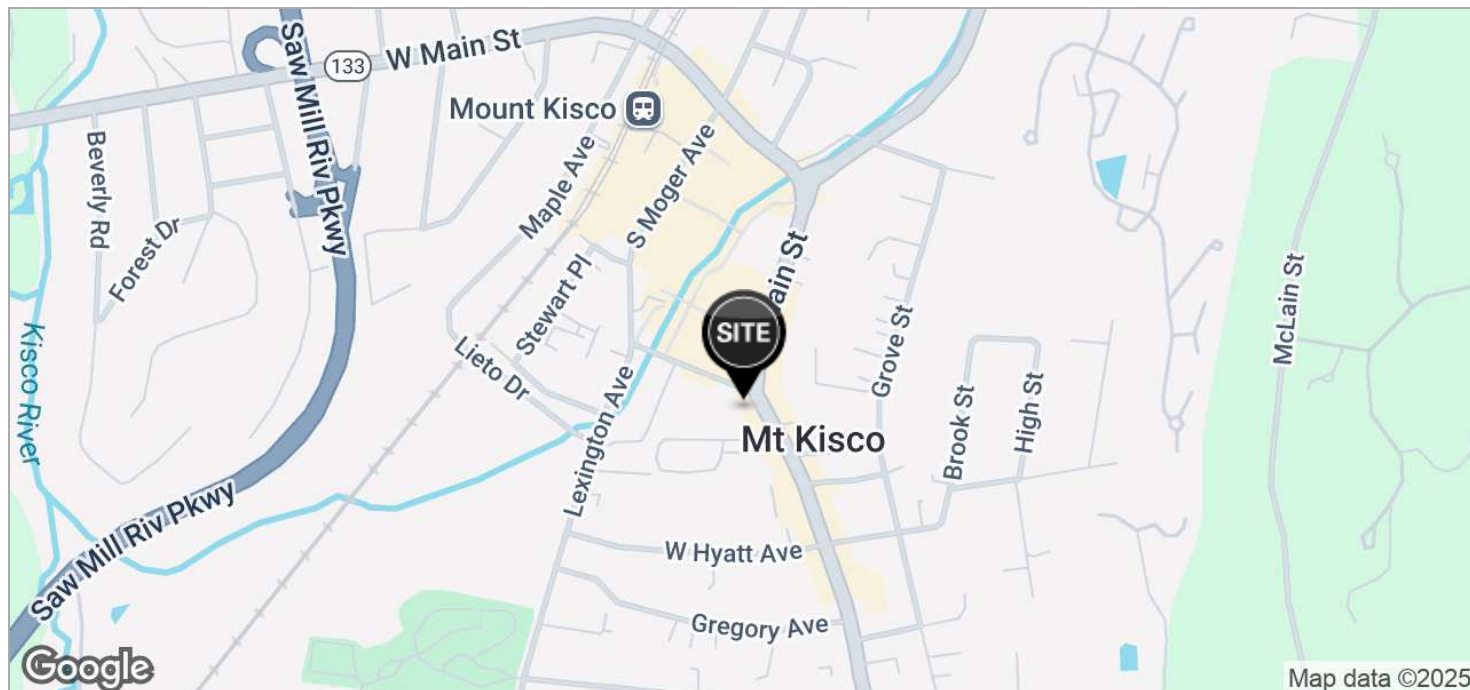 Saw Mill Riv Pkwy
W Main St
133
Mount Kisco
Beverly Rd
Forest Dr
Maple Ave
S Moger Ave
Stewart Pl
Lieto Dr
ain St
SITE
Grove St
McLain St
Kisco River
Lexington Ave
Mt Kisco
Brook St
High St
Saw Mill Riv Pkwy
W Hyatt Ave
Gregory Ave
Google
Map data ©2025